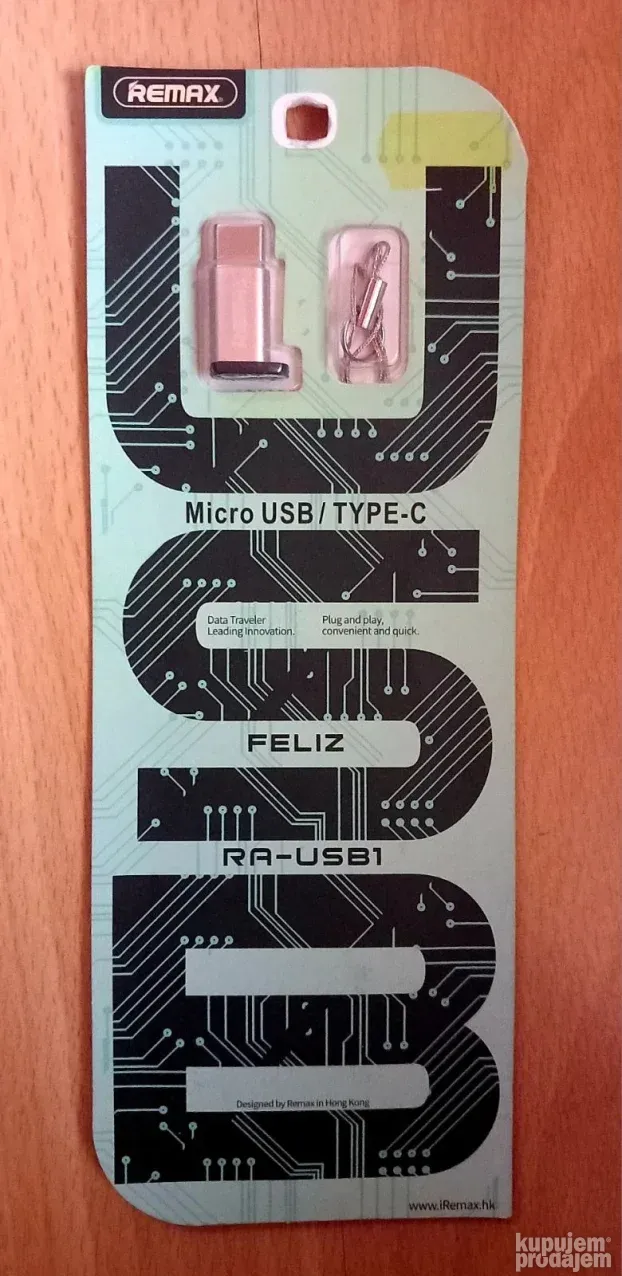 REMAX
Micro USB / TYPE-C
Data Traveler
Leading Innovation.
Plug and play,
convenient and quick.
FELIZ
RA-USB1
Designed by Remax in Hong Kong
www.iRemax.hk
kupujem
prodajem
USB